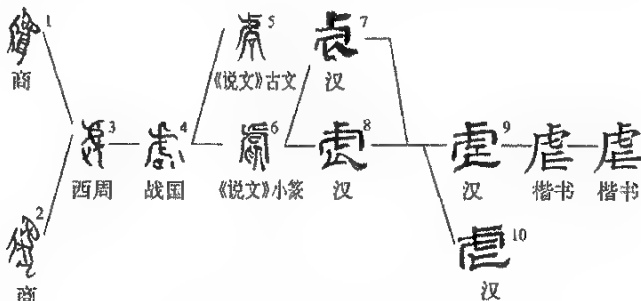 1 5 7
商 《说文》古文 汉
3 4 6 8 9 虐 虐
西周 战国 《说文》小篆 汉 汉 楷书 楷书
2 10
商 汉